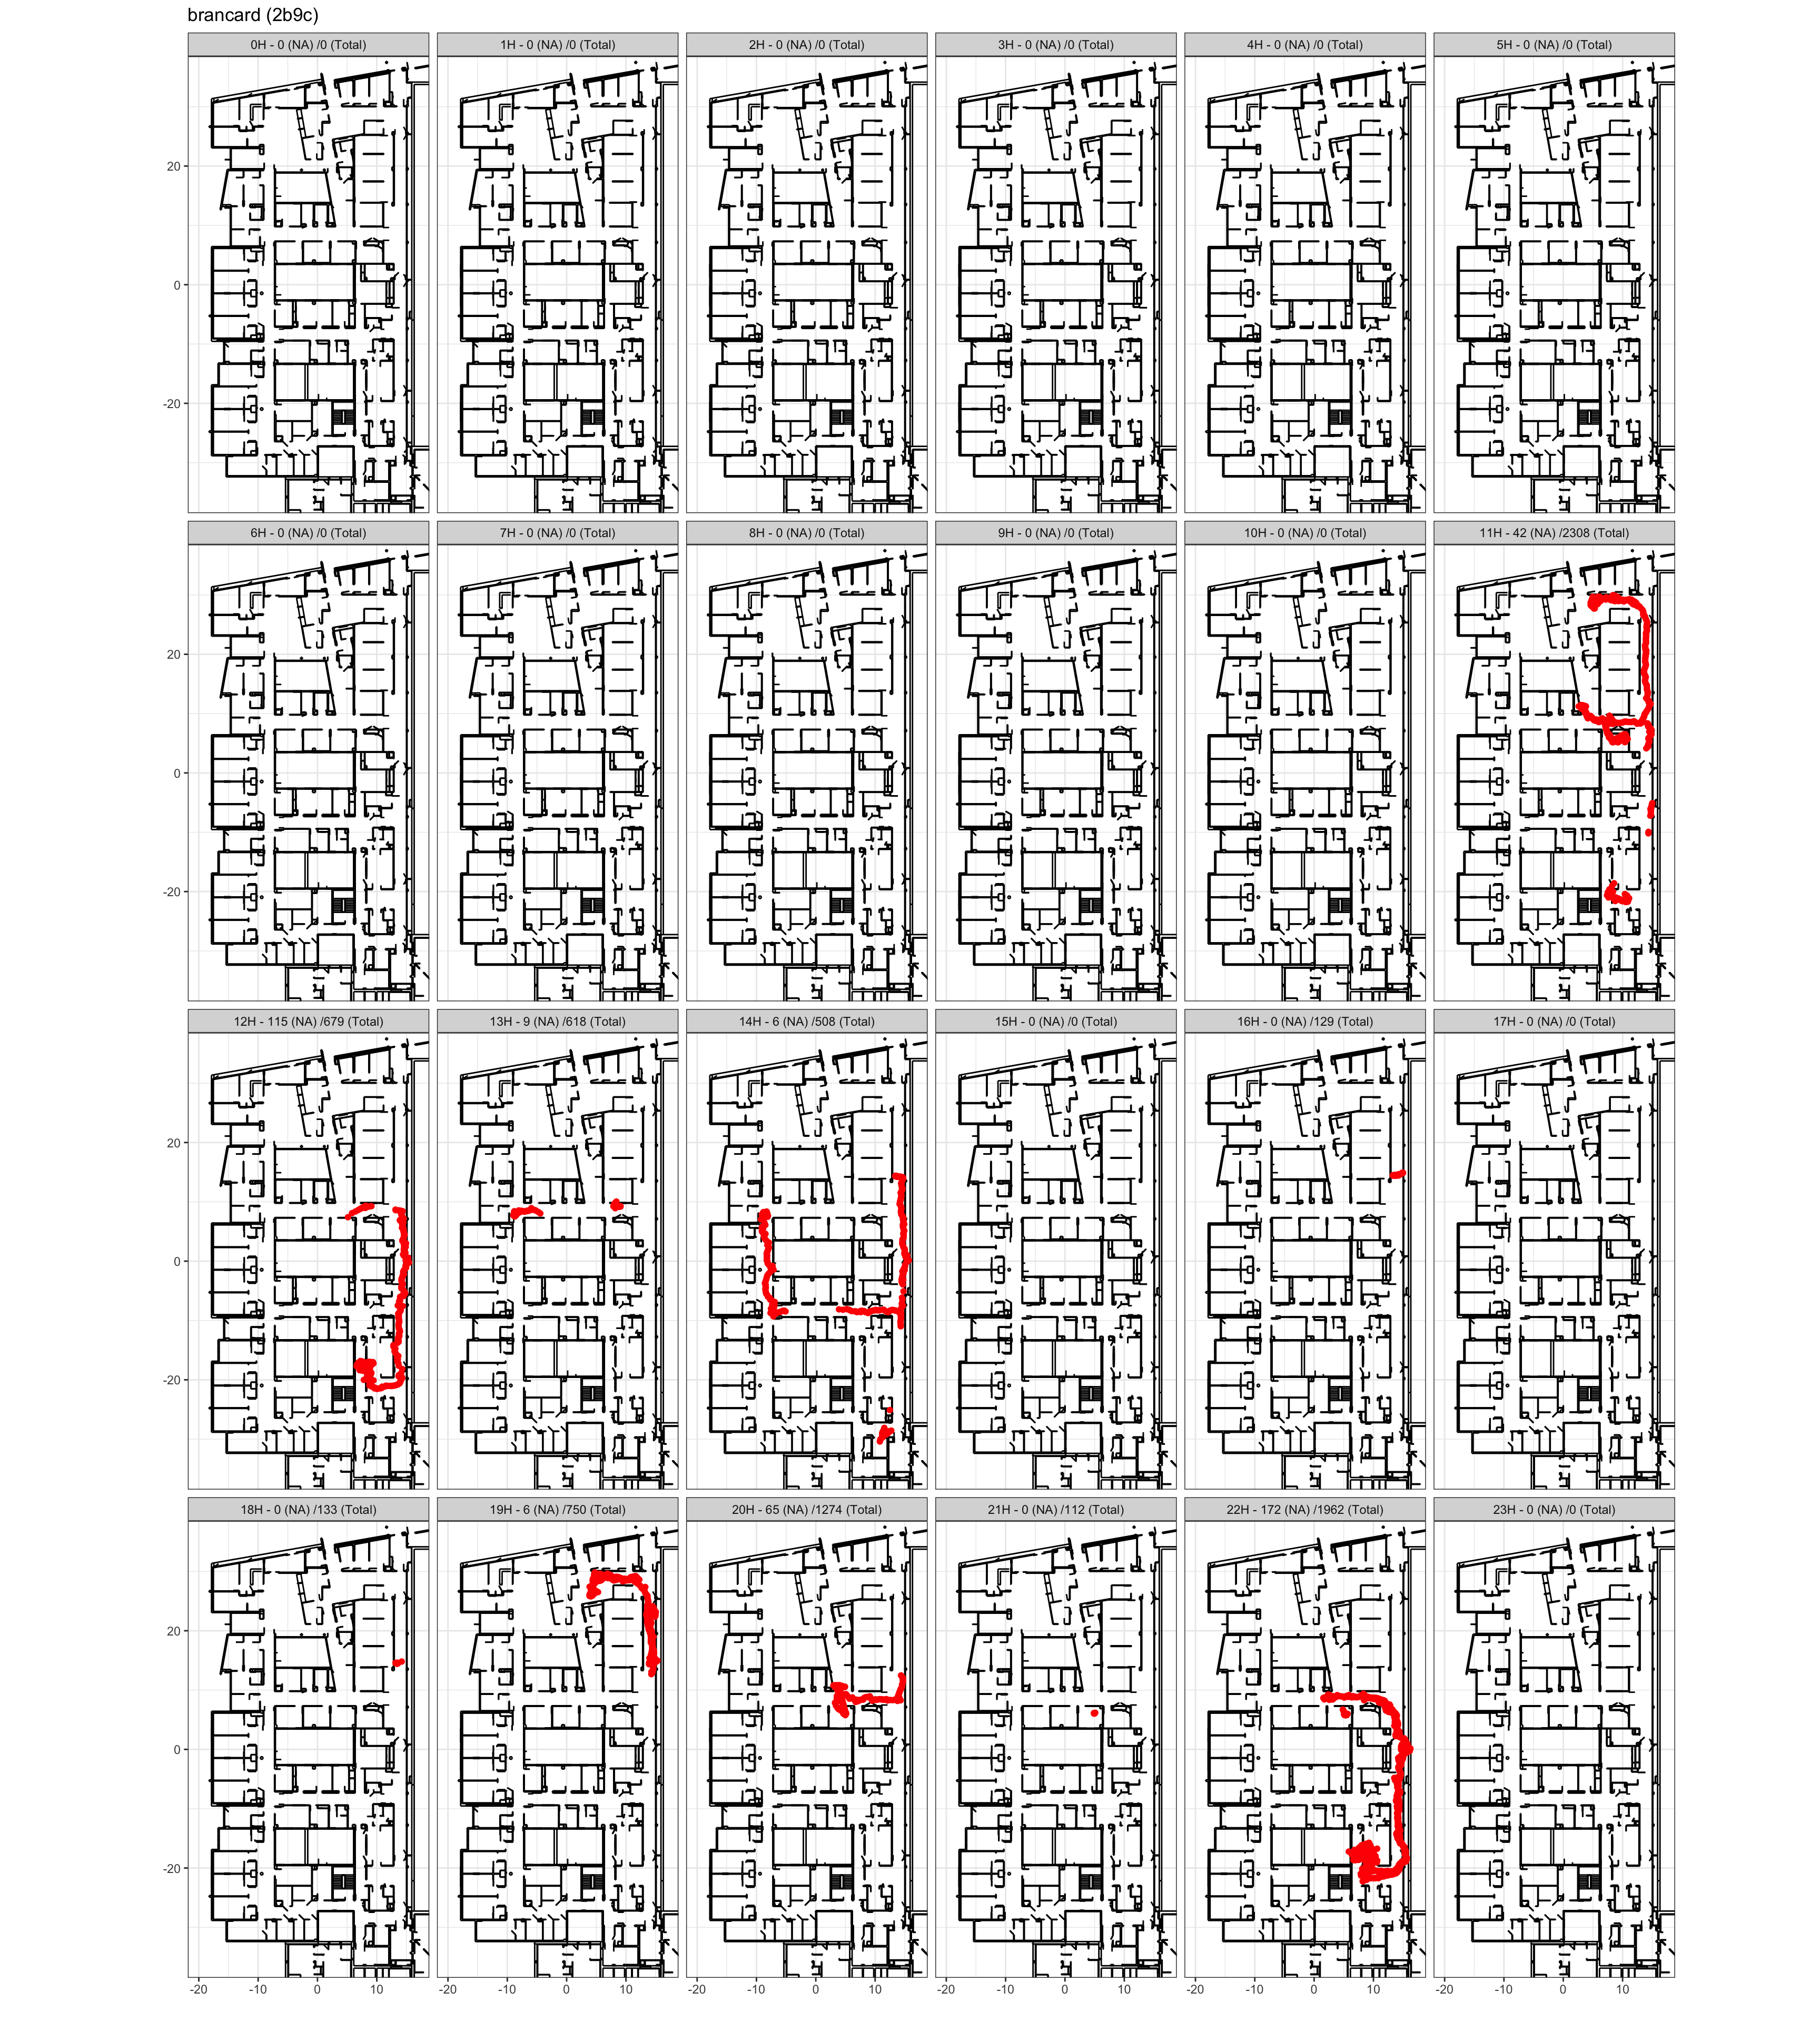 brancard (2b9c)
0H - 0 (NA) /0 (Total)
1H - 0 (NA) /0 (Total)
2H - 0 (NA) /0 (Total)
3H - 0 (NA) /0 (Total)
4H - 0 (NA) /0 (Total)
5H - 0 (NA) /0 (Total)
20
0
-20
6H - 0 (NA) /0 (Total)
7H - 0 (NA) /0 (Total)
8H - 0 (NA) /0 (Total)
9H - 0 (NA) /0 (Total)
10H - 0 (NA) /0 (Total)
11H - 42 (NA) /2308 (Total)
20
0
-20
12H - 115 (NA) /679 (Total)
13H - 9 (NA) /618 (Total)
14H - 6 (NA) /508 (Total)
15H - 0 (NA) /0 (Total)
16H - 0 (NA) /129 (Total)
17H - 0 (NA) /0 (Total)
20
0
-20
18H - 0 (NA) /133 (Total)
19H - 6 (NA) /750 (Total)
20H - 65 (NA) /1274 (Total)
21H - 0 (NA) /112 (Total)
22H - 172 (NA) /1962 (Total)
23H - 0 (NA) /0 (Total)
20
0
-20
-20 -10 0 10 -20 -10 0 10 -20 -10 0 10 -20 -10 0 10 -20 -10 0 10 -20 -10 0 10